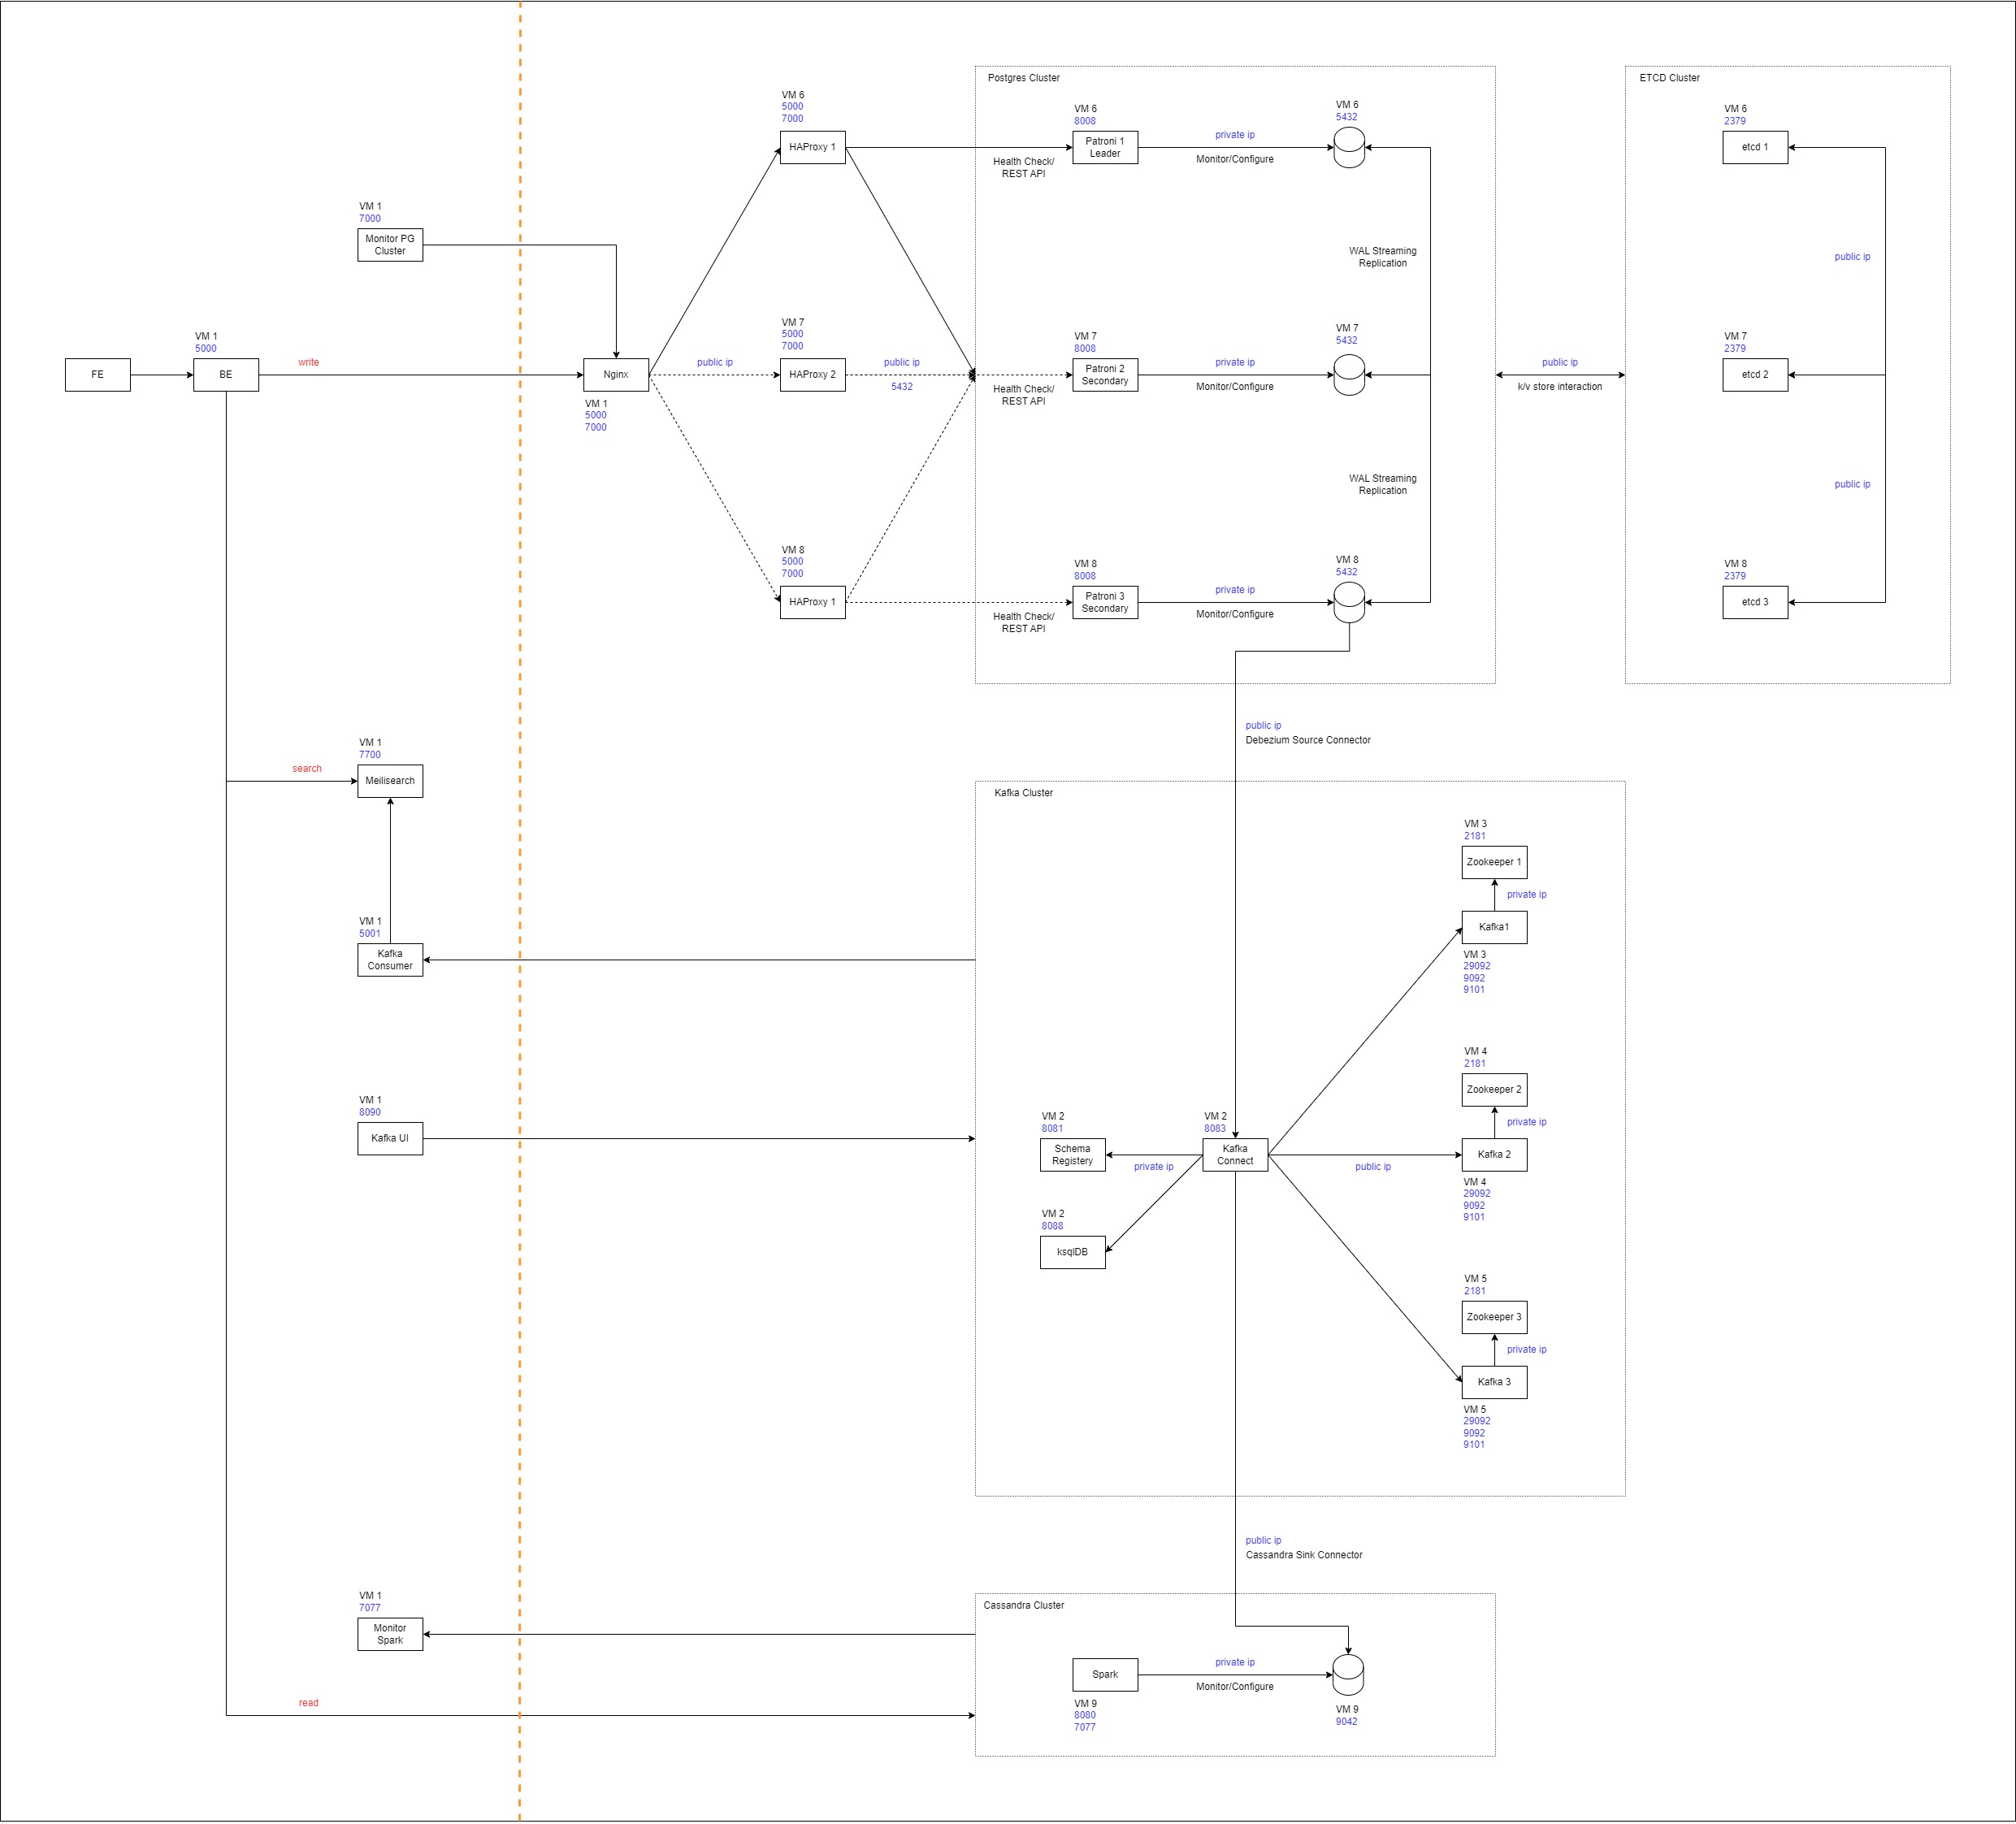 Postgres Cluster
ETCD Cluster
VM 6
5000
7000
HAProxy 1
VM 6
8008
Patroni 1
Leader
Health Check/
REST API
private ip
Monitor/Configure
VM 6
5432
VM 6
2379
etcd 1
VM 1
7000
Monitor PG
Cluster
WAL Streaming
Replication
public ip
FE
VM 1
5000
BE
write
Nginx
VM 1
5000
7000
public ip
VM 7
5000
7000
HAProxy 2
public ip
5432
VM 7
8008
Patroni 2
Secondary
Health Check/
REST API
private ip
Monitor/Configure
VM 7
5432
public ip
k/v store interaction
VM 7
2379
etcd 2
WAL Streaming
Replication
public ip
VM 8
5000
7000
HAProxy 1
VM 8
8008
Patroni 3
Secondary
Health Check/
REST API
private ip
Monitor/Configure
VM 8
5432
VM 8
2379
etcd 3
public ip
Debezium Source Connector
search
VM 1
7700
Meilisearch
Kafka Cluster
VM 3
2181
Zookeeper 1
private ip
Kafka1
VM 3
29092
9092
9101
VM 1
5001
Kafka
Consumer
VM 4
2181
Zookeeper 2
private ip
VM 1
8090
Kafka UI
VM 2
8081
Schema
Registery
private ip
VM 2
8083
Kafka
Connect
public ip
Kafka 2
VM 4
29092
9092
9101
VM 2
8088
ksqlDB
VM 5
2181
Zookeeper 3
private ip
Kafka 3
VM 5
29092
9092
9101
public ip
Cassandra Sink Connector
VM 1
7077
Monitor
Spark
Cassandra Cluster
read
Spark
VM 9
8080
7077
private ip
Monitor/Configure
VM 9
9042